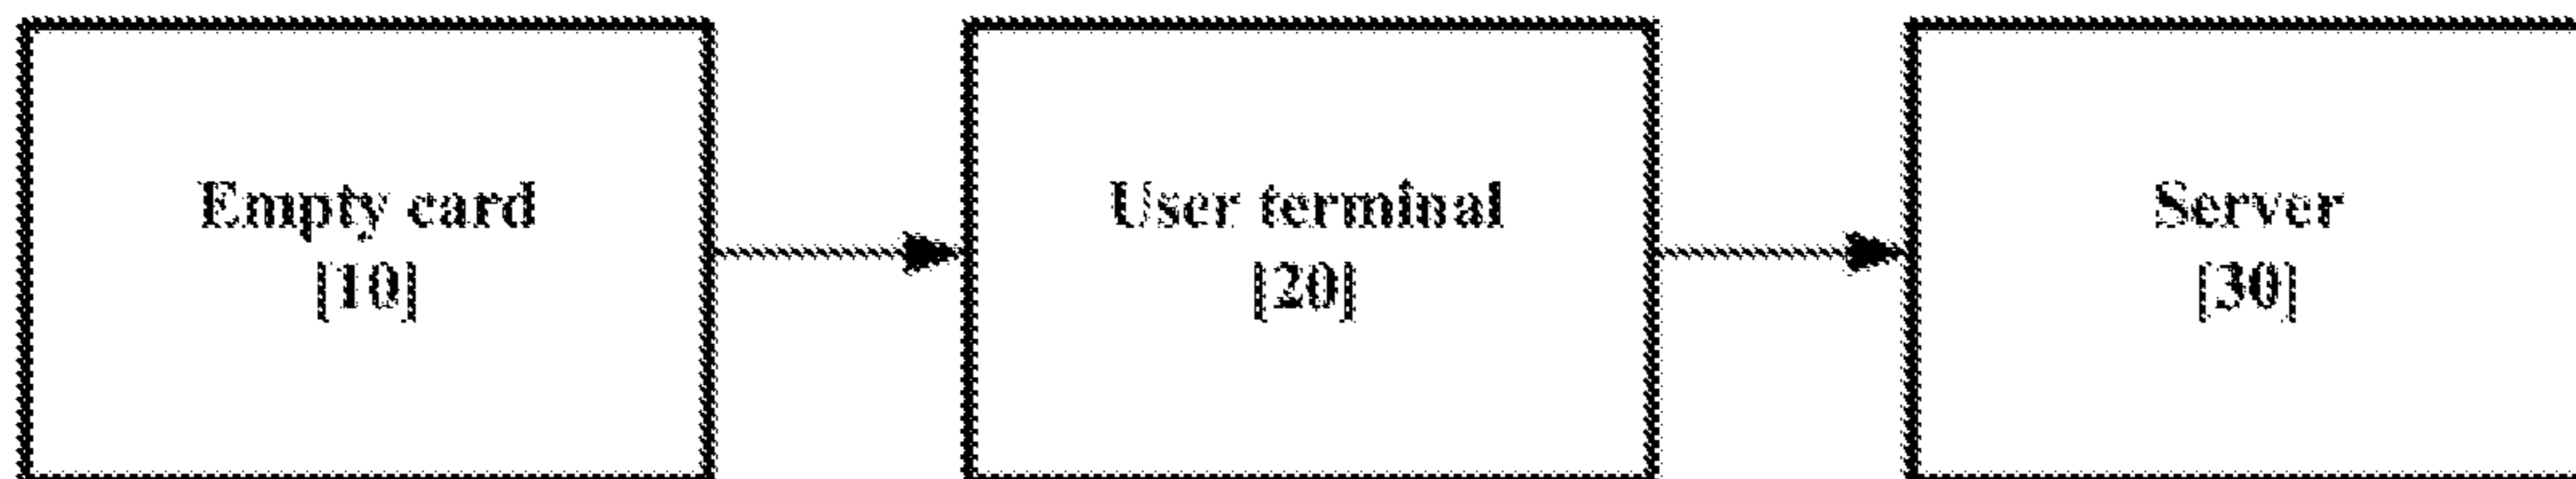 Empty card
[10]
User terminal
[20]
Server
[30]